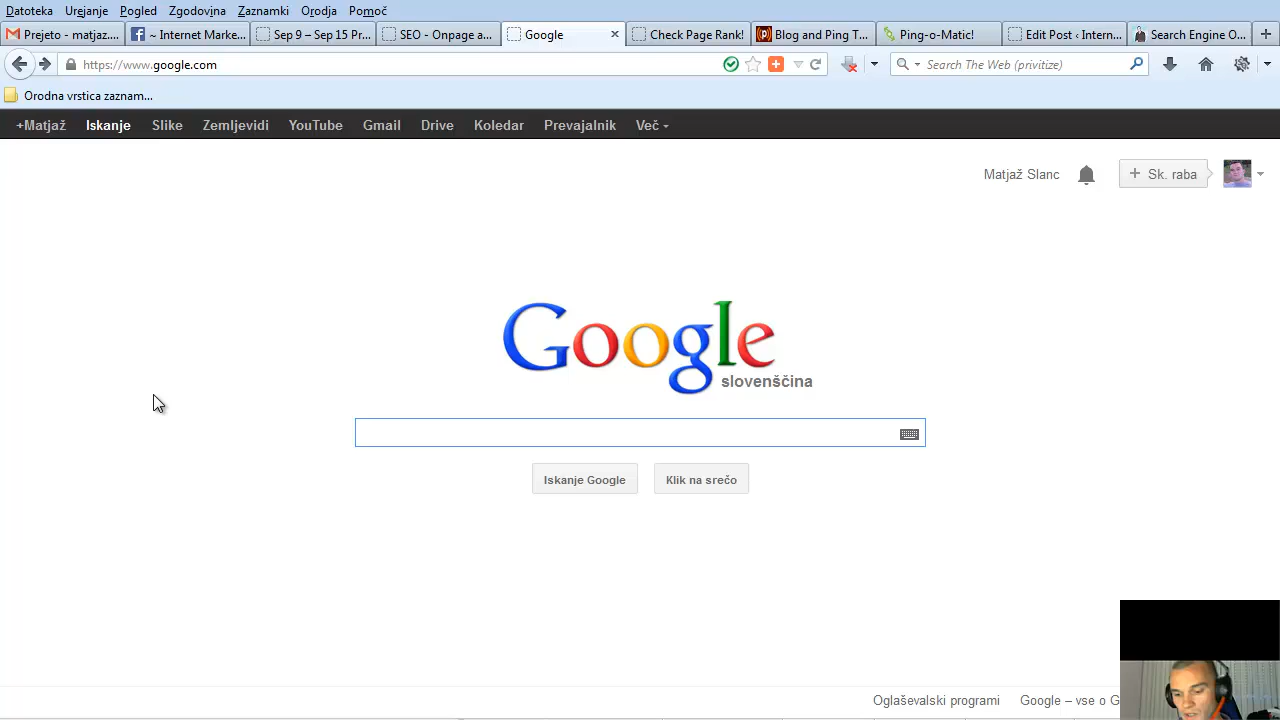 Datoteka Urejanje Pogled Zgodovina Zaznamki Orodja Pomoč
Prejeto - matjaz.... ~ Internet Marke... Sep 9 – Sep 15 Pr... SEO - Onpage a... Google Check Page Rank! Blog and Ping T... Ping-o-Matic! Edit Post ‹ Intern... Search Engine O...
https://www.google.com Search The Web (privitize)
Orodna vrstica zaznam...
+Matjaž Iskanje Slike Zemljevidi YouTube Gmail Drive Koledar Prevajalnik Več
Matjaž Slanc + Sk. raba
Google
slovenščina
Iskanje Google Klik na srečo
Oglaševalski programi Google – vse o G